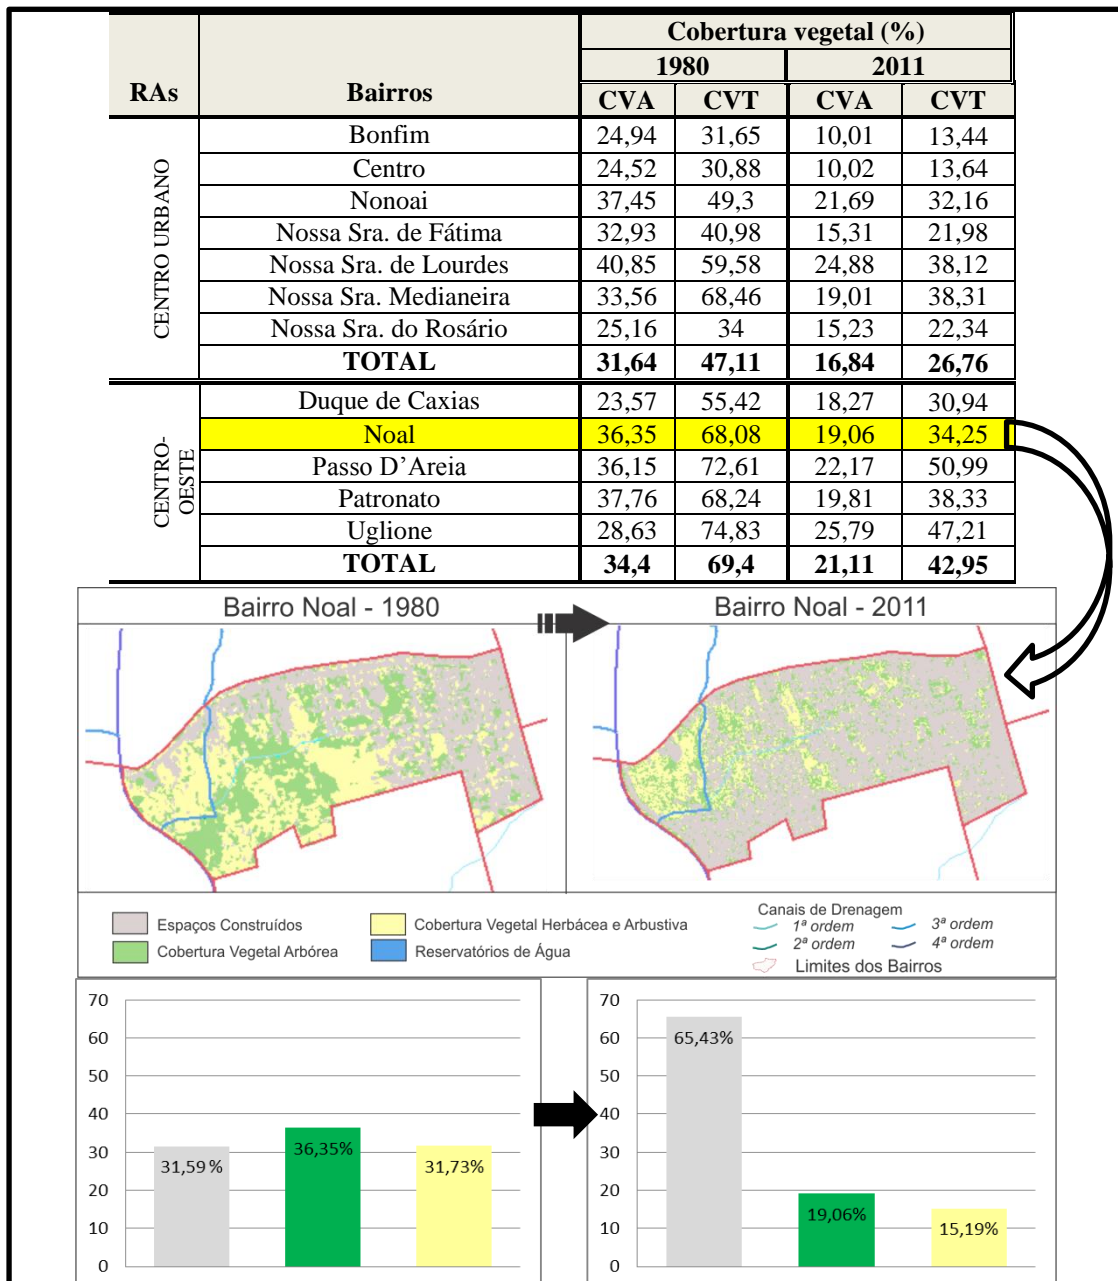 Cobertura vegetal (%)
1980 2011
RAs Bairros CVA CVT CVA CVT
CENTRO URBANO
Bonfim 24,94 31,65 10,01 13,44
Centro 24,52 30,88 10,02 13,64
Nonoai 37,45 49,3 21,69 32,16
Nossa Sra. de Fátima 32,93 40,98 15,31 21,98
Nossa Sra. de Lourdes 40,85 59,58 24,88 38,12
Nossa Sra. Medianeira 33,56 68,46 19,01 38,31
Nossa Sra. do Rosário 25,16 34 15,23 22,34
TOTAL 31,64 47,11 16,84 26,76
CENTRO-
OESTE
Duque de Caxias 23,57 55,42 18,27 30,94
Noal 36,35 68,08 19,06 34,25
Passo D’Areia 36,15 72,61 22,17 50,99
Patronato 37,76 68,24 19,81 38,33
Uglione 28,63 74,83 25,79 47,21
TOTAL 34,4 69,4 21,11 42,95
Bairro Noal - 1980 Bairro Noal - 2011
Espaços Construídos
Cobertura Vegetal Arbórea
Cobertura Vegetal Herbácea e Arbustiva
Reservatórios de Água
Canais de Drenagem
1ª ordem 3ª ordem
2ª ordem 4ª ordem
Limites dos Bairros
70
60
50
40
30
20
10
0
31,59 %
36,35%
31,73%
70
60
50
40
30
20
10
0
65,43%
19,06%
15,19%